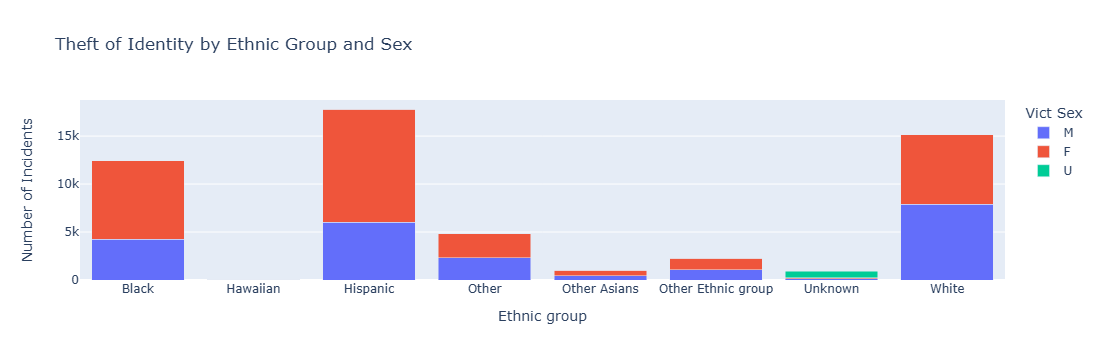 Theft of Identity by Ethnic Group and Sex
Vict Sex
M
F
U
Number of Incidents
15k
10k
5k
0
Black Hawaiian Hispanic Other Other Asians Other Ethnic group Unknown White
Ethnic group